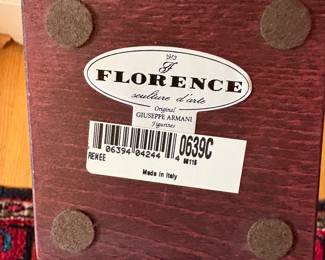 FLORENCE
sculture d'arte
Original
GIUSEPPE ARMANI
Figurines
0639C
06394 04244 4
RENEE
Made in Italy